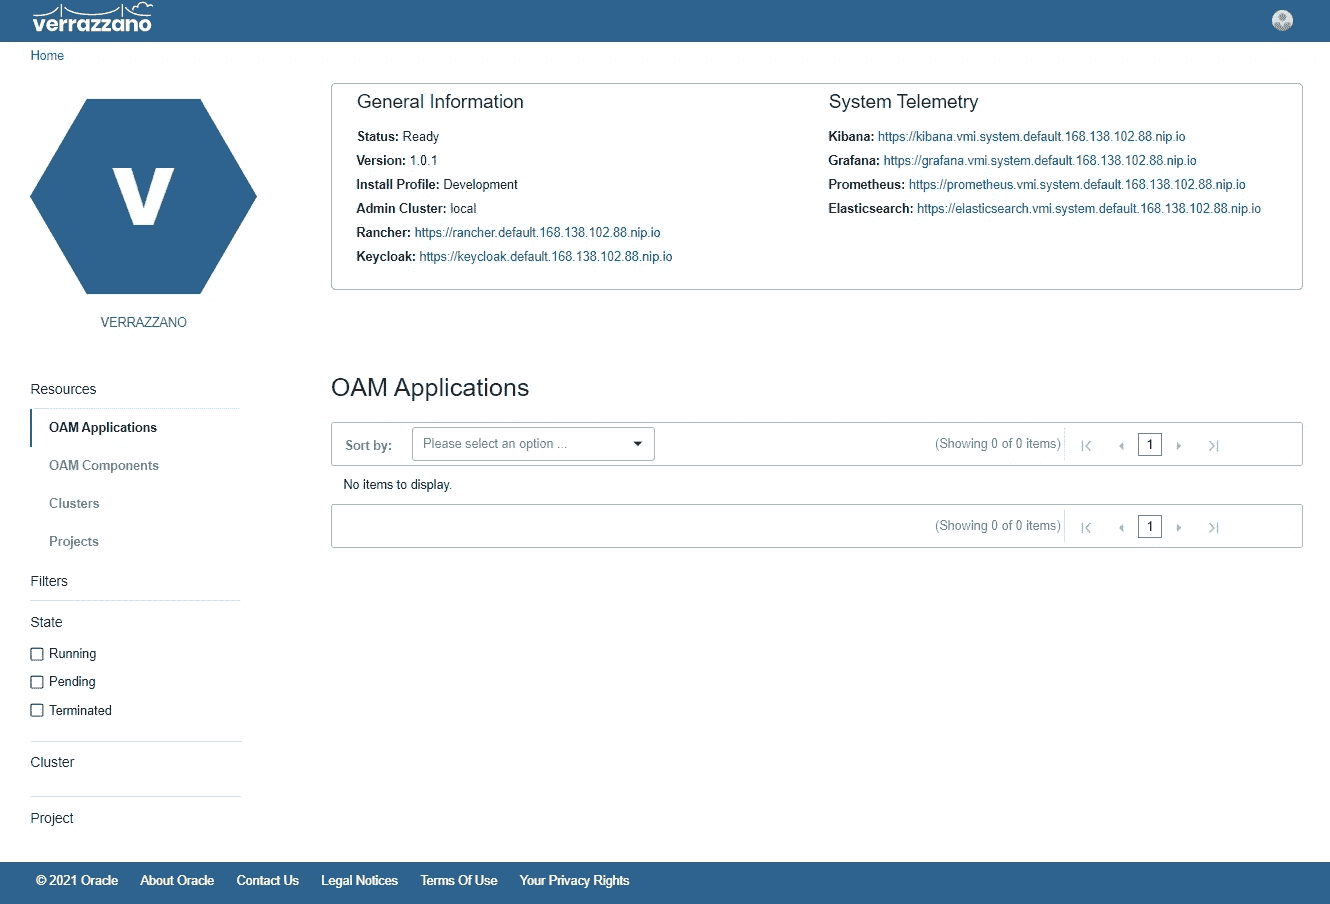 verrazzano
Home
V
VERRAZZANO
General Information
Status: Ready
Version: 1.0.1
Install Profile: Development
Admin Cluster: local
Rancher: https://rancher.default.168.138.102.88.nip.io
Keycloak: https://keycloak.default.168.138.102.88.nip.io
System Telemetry
Kibana: https://kibana.vmi.system.default.168.138.102.88.nip.io
Grafana: https://grafana.vmi.system.default.168.138.102.88.nip.io
Prometheus: https://prometheus.vmi.system.default.168.138.102.88.nip.io
Elasticsearch: https://elasticsearch.vmi.system.default.168.138.102.88.nip.io
Resources
OAM Applications
OAM Components
Clusters
Projects
Filters
State
Running
Pending
Terminated
Cluster
Project
OAM Applications
Sort by: Please select an option ... (Showing 0 of 0 items) 1
No items to display.
(Showing 0 of 0 items) 1
© 2021 Oracle About Oracle Contact Us Legal Notices Terms Of Use Your Privacy Rights